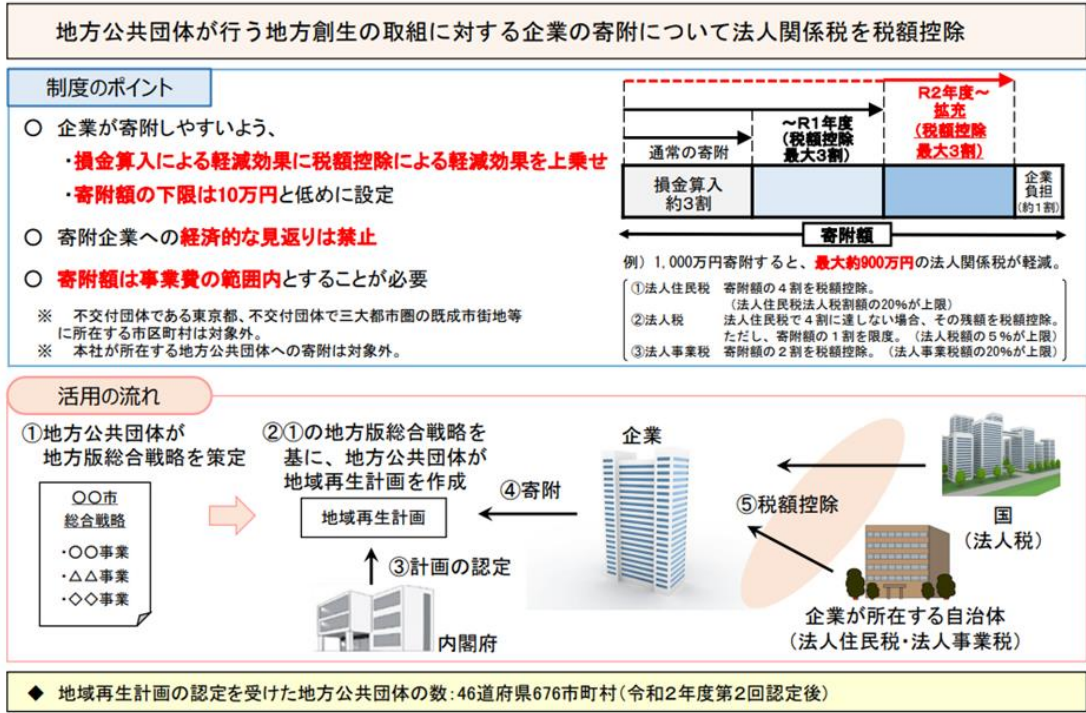 地方公共団体が行う地方創生の取組に対する企業の寄附について法人関係税を税額控除
制度のポイント
○ 企業が寄附しやすいよう、
・損金算入による軽減効果に税額控除による軽減効果を上乗せ
・寄附額の下限は10万円と低めに設定
○ 寄附企業への経済的な見返りは禁止
○ 寄附額は事業費の範囲内とすることが必要
※ 不交付団体である東京都、不交付団体で三大都市圏の既成市街地等
に所在する市区町村は対象外。
※ 本社が所在する地方公共団体への寄附は対象外。
通常の寄附
～R1年度
(税額控除
最大3割)
R2年度～
拡充
(税額控除
最大3割)
損金算入
約3割
企業
負担
(約1割)
寄附額
例) 1,000万円寄附すると、最大約900万円の法人関係税が軽減。
①法人住民税 寄附額の4割を税額控除。
(法人住民税法人税割額の20%が上限)
②法人税 法人住民税で4割に達しない場合、その残額を税額控除。
ただし、寄附額の1割を限度。(法人税額の5%が上限)
③法人事業税 寄附額の2割を税額控除。(法人事業税額の20%が上限)
活用の流れ
①地方公共団体が
地方版総合戦略を策定
○○市
総合戦略
・○○事業
・△△事業
・◇◇事業
②①の地方版総合戦略を
基に、地方公共団体が
地域再生計画を作成
地域再生計画
③計画の認定
内閣府
④寄附
企業
⑤税額控除
国
(法人税)
企業が所在する自治体
(法人住民税・法人事業税)
◆ 地域再生計画の認定を受けた地方公共団体の数:46道府県676市町村(令和2年度第2回認定後)